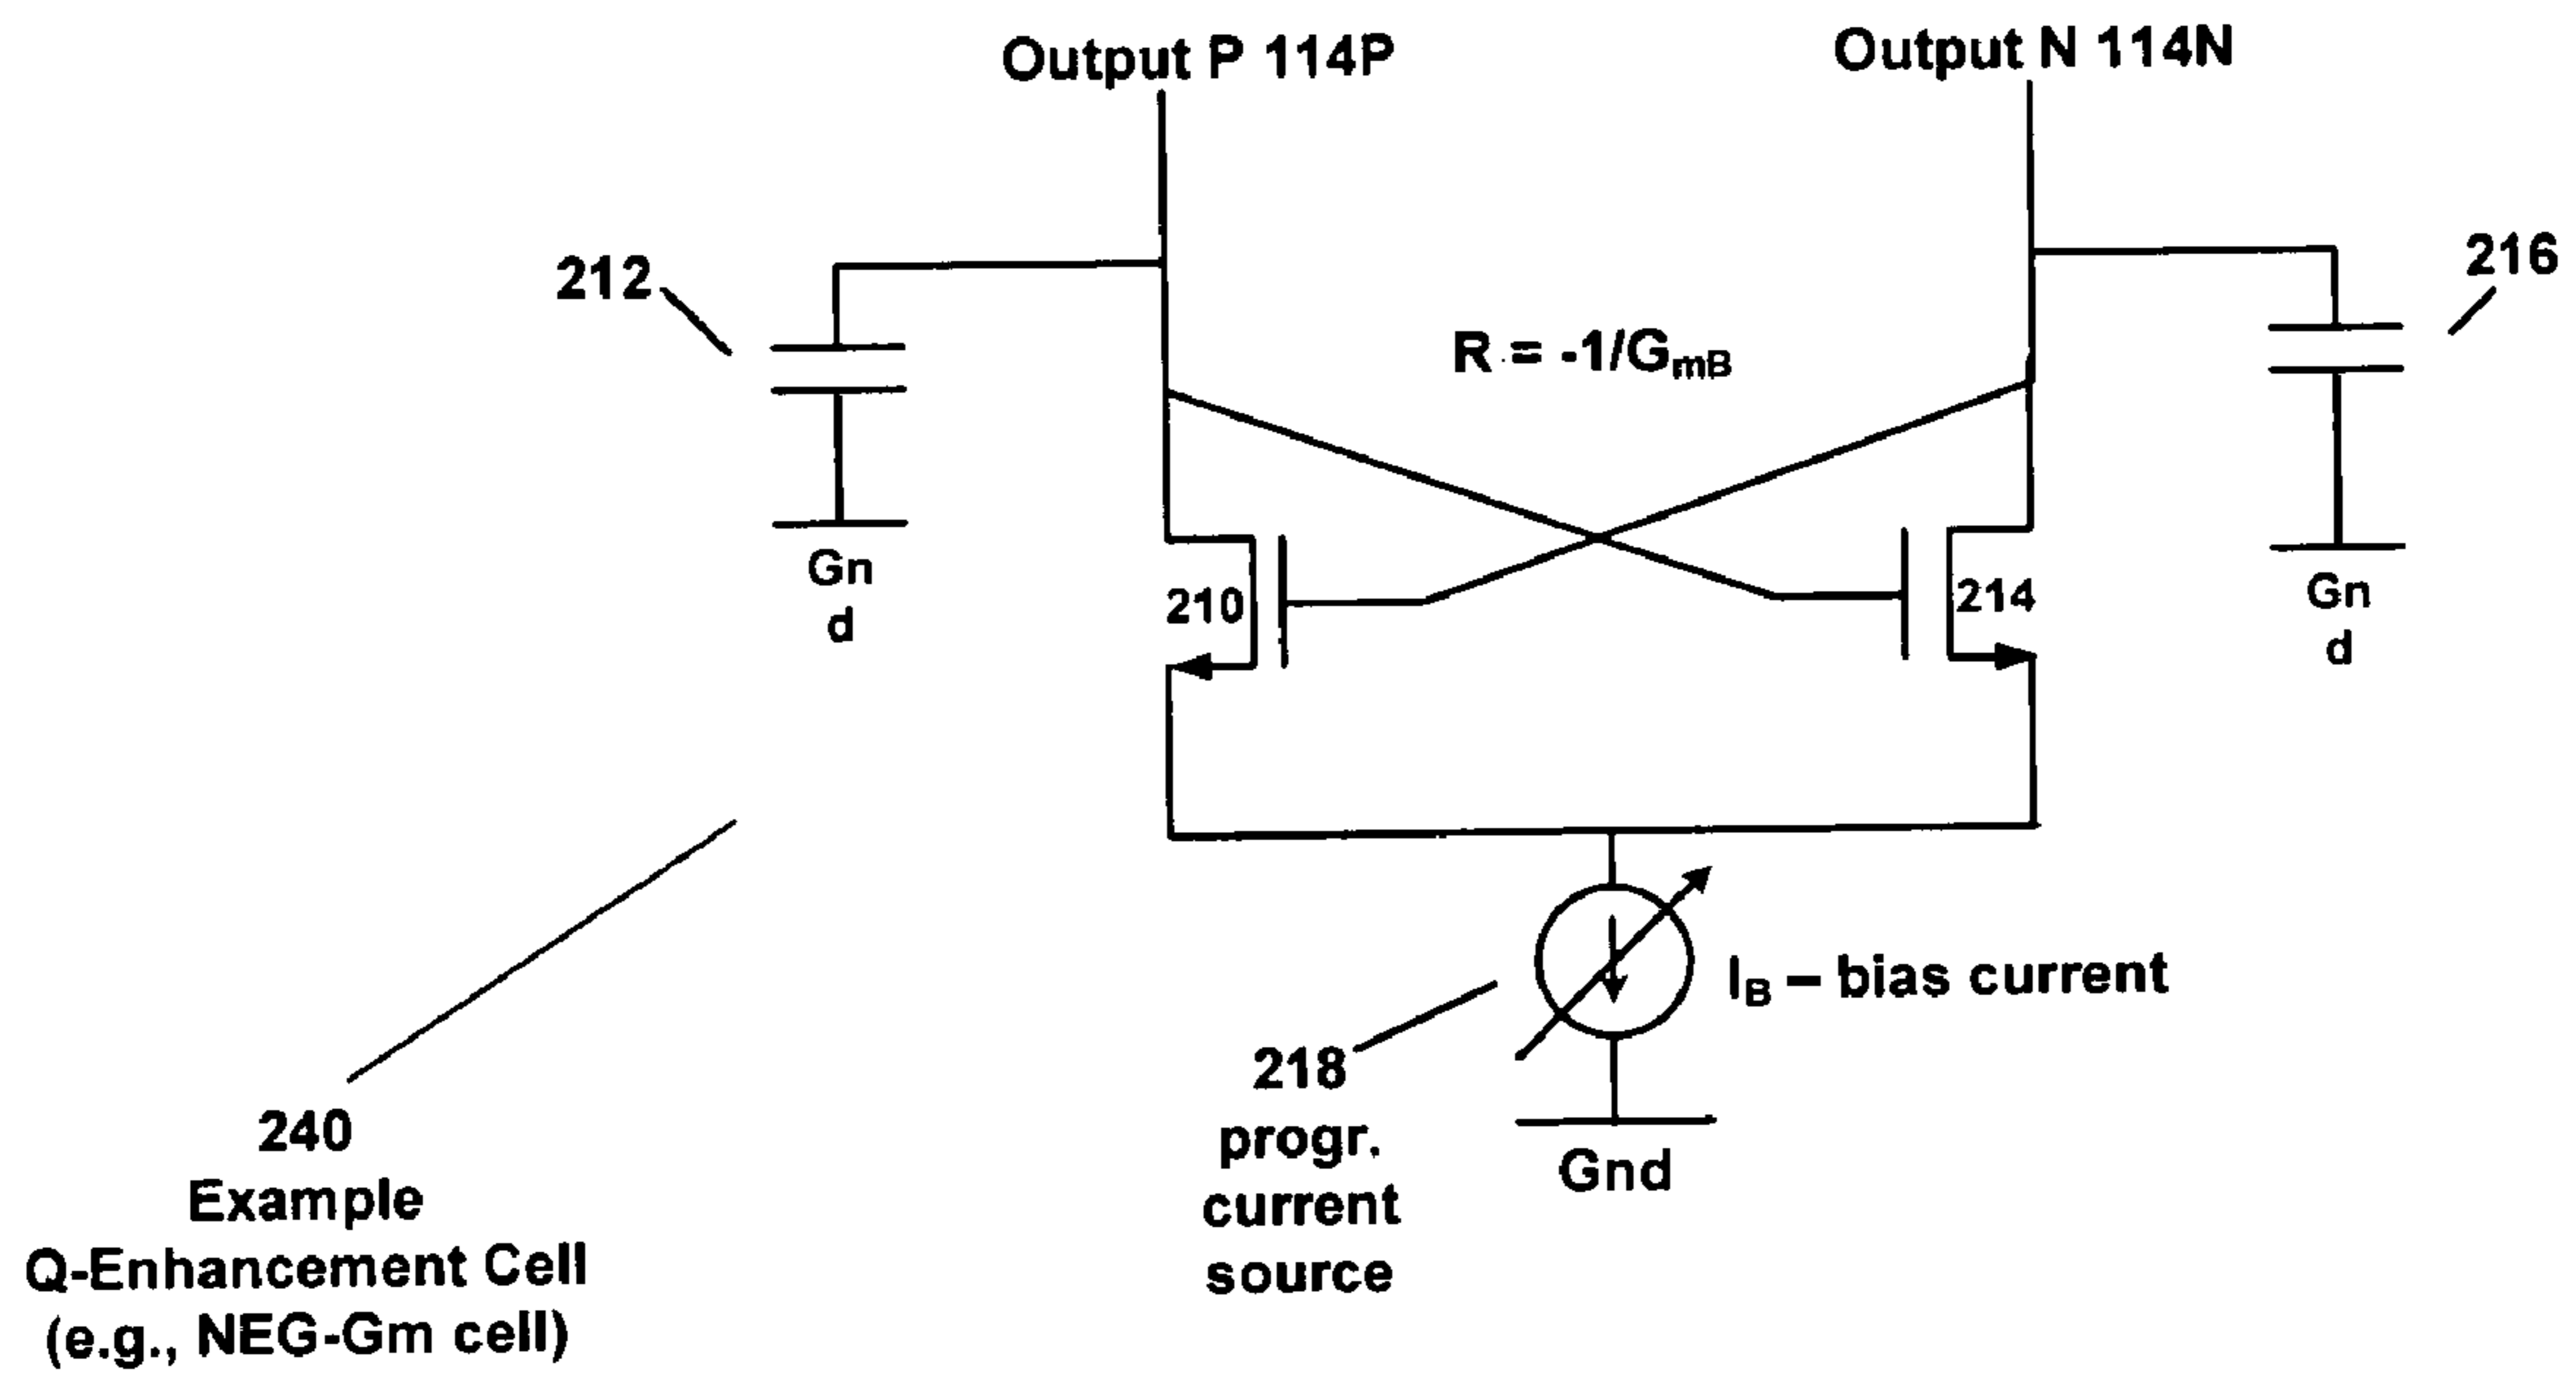 Output P 114P
Output N 114N
212
216
R = -1/GmB
Gn
d
210
214
Gn
d
IB – bias current
218
progr.
current
source
Gnd
240
Example
Q-Enhancement Cell
(e.g., NEG-Gm cell)